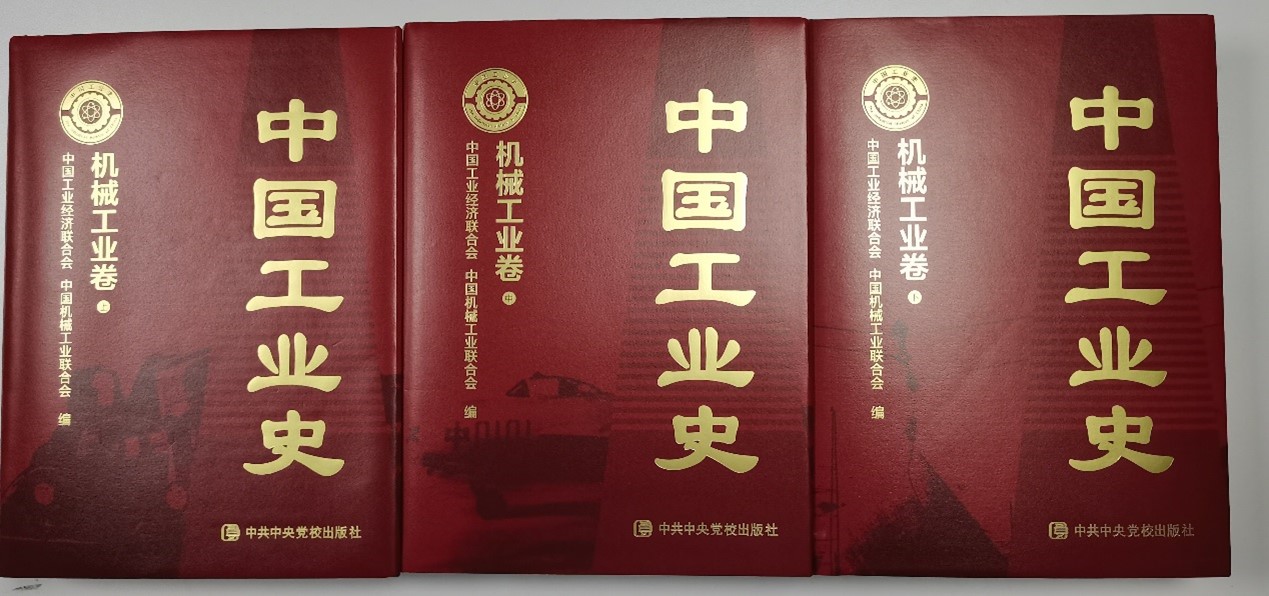 中国工业史
机械工业卷 上
中国工业经济联合会 中国机械工业联合会 编
中共中央党校出版社
中国工业史
机械工业卷 中
中国工业经济联合会 中国机械工业联合会 编
中共中央党校出版社
中国工业史
机械工业卷 下
中国工业经济联合会 中国机械工业联合会 编
中共中央党校出版社